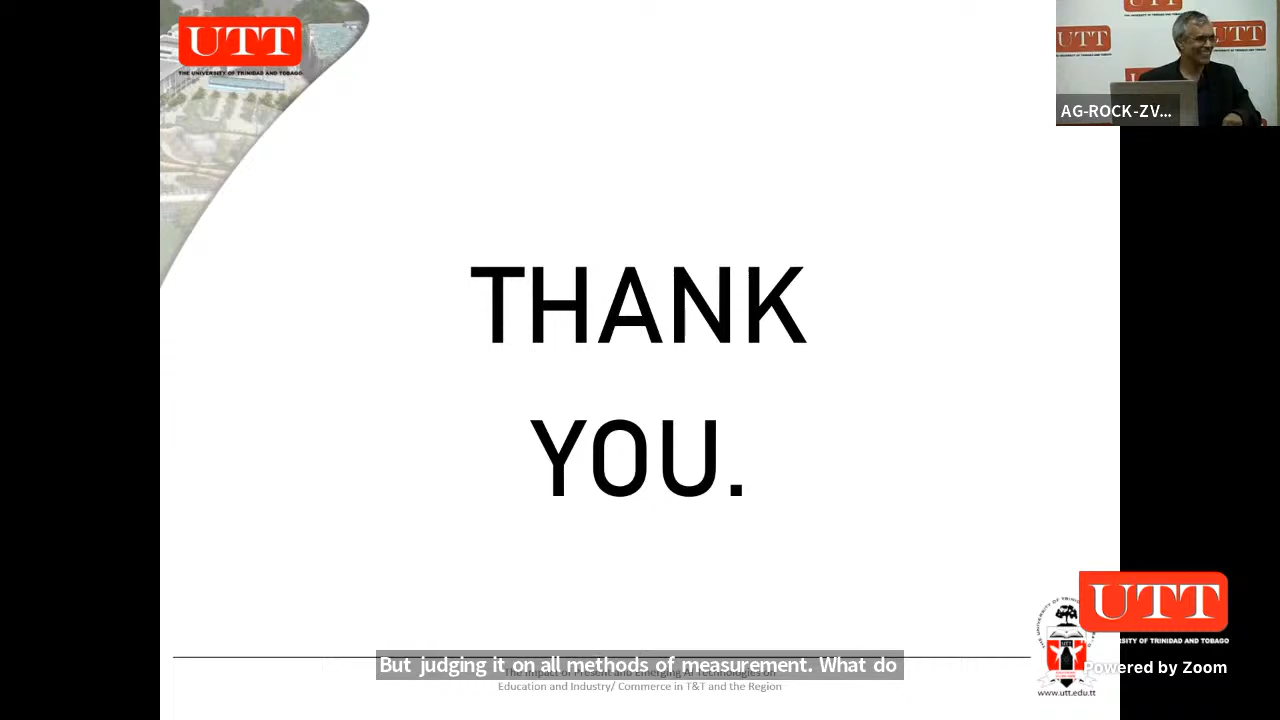 UTT
THE UNIVERSITY OF TRINIDAD AND TOBAGO
UTT
AG-ROCK-ZV...
THANK
YOU.
UTT
SITY OF TRINIDAD AND TOBAGO
But judging it on all methods of measurement. What do
The Impact of Present and Emerging AI Technologies on
Education and Industry/ Commerce in T&T and the Region
Powered by Zoom
www.utt.edu.tt